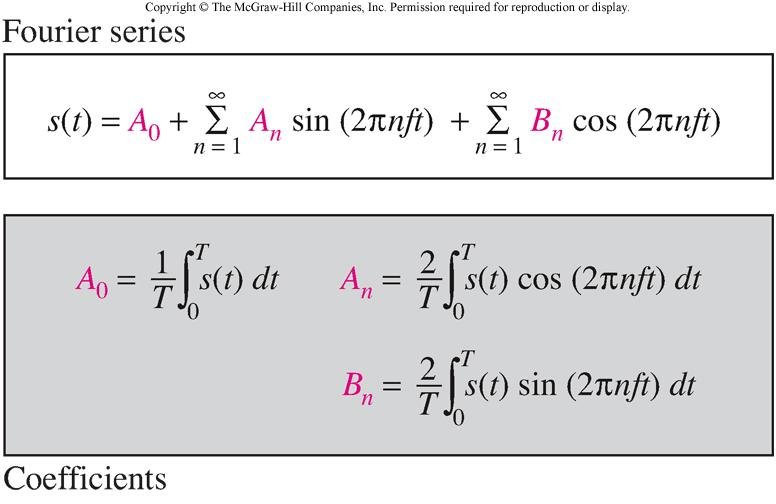 Copyright © The McGraw-Hill Companies, Inc. Permission required for reproduction or display.
Fourier series
s(t) = A₀ + ∞ Σ n = 1 Aₙ sin (2πnft) + ∞ Σ n = 1 Bₙ cos (2πnft)
A₀ = 1/T ∫₀ᵀ s(t) dt Aₙ = 2/T ∫₀ᵀ s(t) cos (2πnft) dt
Bₙ = 2/T ∫₀ᵀ s(t) sin (2πnft) dt
Coefficients